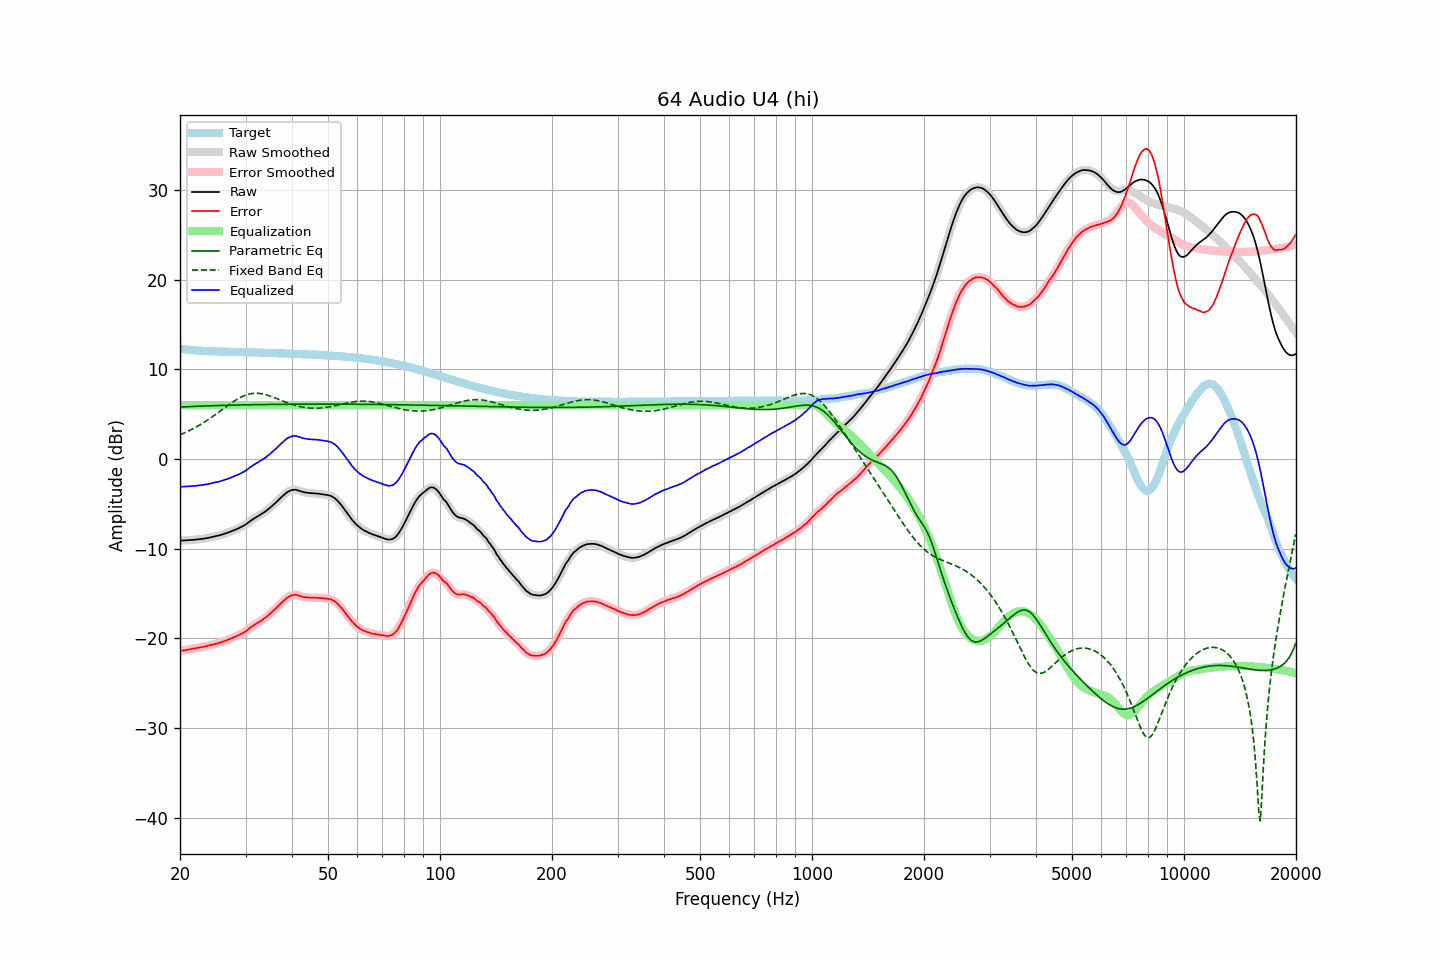 64 Audio U4 (hi)
Target
Raw Smoothed
Error Smoothed
Raw
Error
Equalization
Parametric Eq
Fixed Band Eq
Equalized
30
20
10
0
−10
−20
−30
−40
Amplitude (dBr)
20 50 100 200 500 1000 2000 5000 10000 20000
Frequency (Hz)